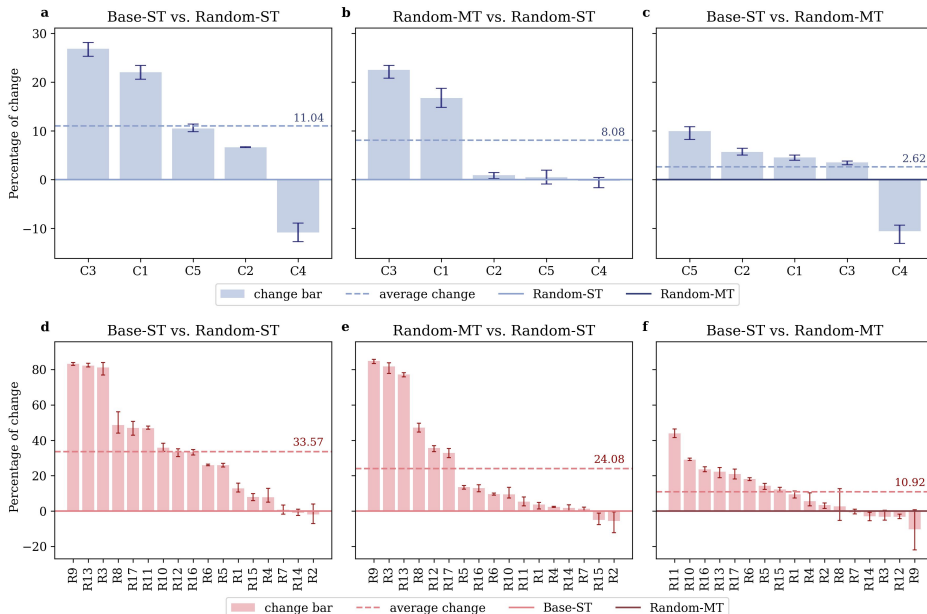 a Base-ST vs. Random-ST
b Random-MT vs. Random-ST
c Base-ST vs. Random-MT
Percentage of change
30
20
10
0
−10
11.04
8.08
2.62
C3 C1 C5 C2 C4
C3 C1 C2 C5 C4
C5 C2 C1 C3 C4
change bar average change Random-ST Random-MT
d Base-ST vs. Random-ST
e Random-MT vs. Random-ST
f Base-ST vs. Random-MT
Percentage of change
80
60
40
20
0
−20
33.57
24.08
10.92
R9 R13 R3 R8 R17 R11 R10 R12 R16 R6 R5 R1 R15 R4 R7 R14 R2
R9 R3 R13 R8 R12 R17 R5 R16 R6 R10 R11 R1 R4 R14 R7 R15 R2
R11 R10 R16 R13 R17 R6 R5 R15 R1 R4 R2 R8 R7 R14 R3 R12 R9
change bar average change Base-ST Random-MT